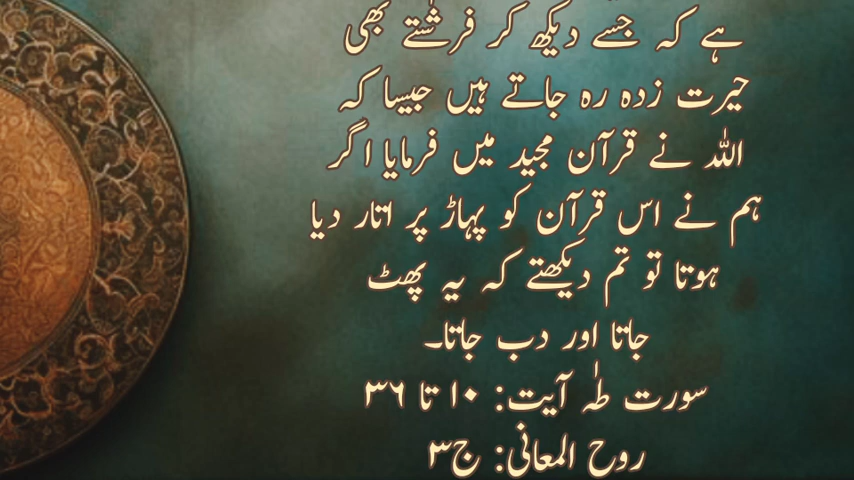 ہے کہ جسے دیکھ کر فرشتے بھی
حیرت زدہ رہ جاتے ہیں جیسا کہ
اللہ نے قرآن مجید میں فرمایا اگر
ہم نے اس قرآن کو پہاڑ پر اتار دیا
ہوتا تو تم دیکھتے کہ یہ پھٹ
جاتا اور دب جاتا۔
سورت طہٰ آیت: ۱۰ تا ۳۶
روح المعانی: ج۳